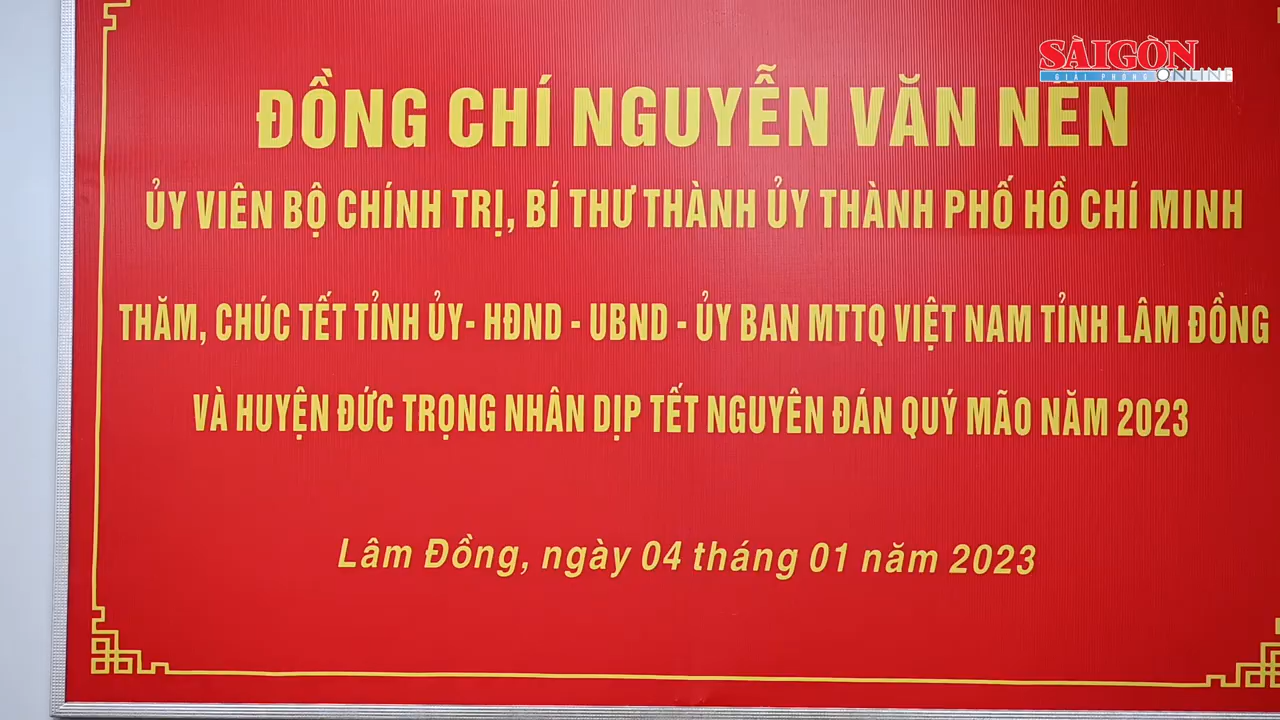 SÀIGÒN
GIẢI PHÓNG ONLINE
ĐỒNG CHÍ NGUYỄN VĂN NÊN
ỦY VIÊN BỘ CHÍNH TRỊ, BÍ THƯ THÀNH ỦY THÀNH PHỐ HỒ CHÍ MINH
THĂM, CHÚC TẾT TỈNH ỦY- HĐND - UBND - ỦY BAN MTTQ VIỆT NAM TỈNH LÂM ĐỒNG
VÀ HUYỆN ĐỨC TRỌNG NHÂN DỊP TẾT NGUYÊN ĐÁN QUÝ MÃO NĂM 2023
Lâm Đồng, ngày 04 tháng 01 năm 2023